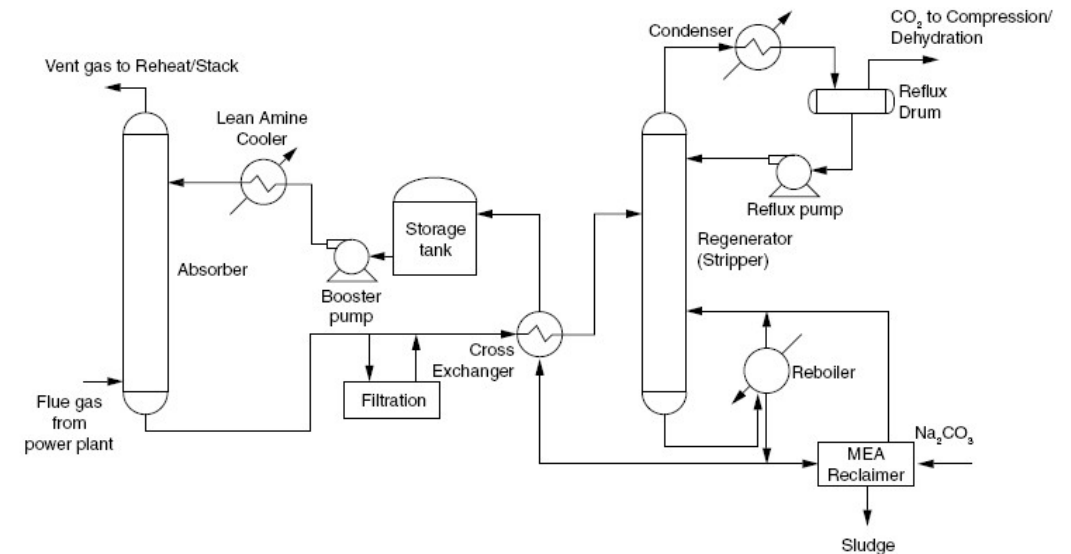 CO₂ to Compression/
Dehydration
Condenser
Vent gas to Reheat/Stack
Reflux
Drum
Lean Amine
Cooler
Reflux pump
Storage
tank
Regenerator
(Stripper)
Absorber
Booster
pump
Cross
Exchanger
Reboiler
Filtration
Flue gas
from
power plant
Na₂CO₃
MEA
Reclaimer
Sludge